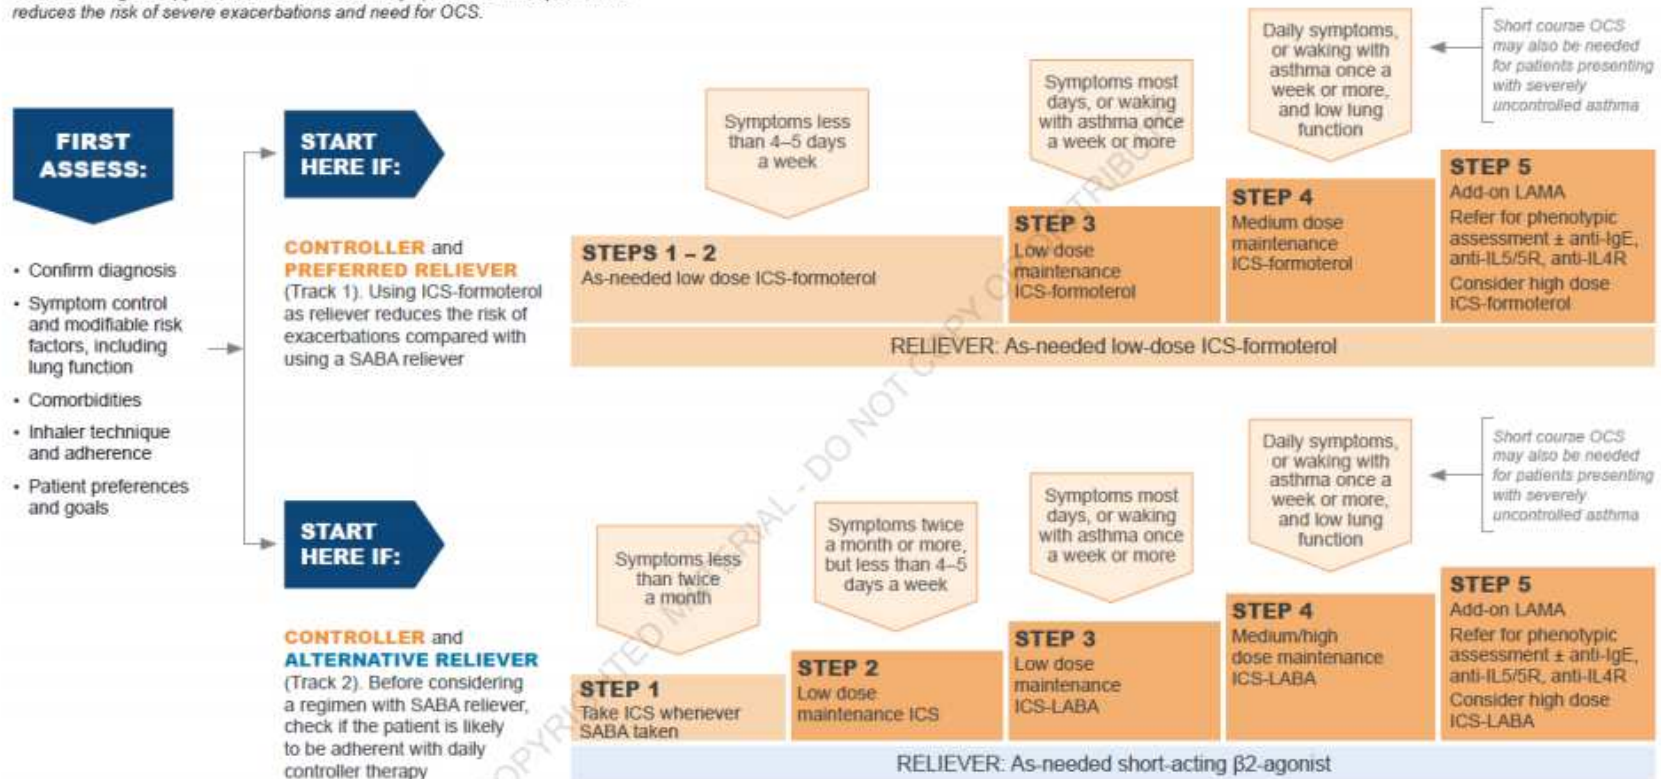 reduces the risk of severe exacerbations and need for OCS.
FIRST
ASSESS:
• Confirm diagnosis
• Symptom control
and modifiable risk
factors, including
lung function
• Comorbidities
• Inhaler technique
and adherence
• Patient preferences
and goals
START
HERE IF:
CONTROLLER and
PREFERRED RELIEVER
(Track 1). Using ICS-formoterol
as reliever reduces the risk of
exacerbations compared with
using a SABA reliever
Symptoms less
than 4–5 days
a week
Symptoms most
days, or waking
with asthma once
a week or more
Daily symptoms,
or waking with
asthma once a
week or more,
and low lung
function
Short course OCS
may also be needed
for patients presenting
with severely
uncontrolled asthma
STEPS 1 – 2
As-needed low dose ICS-formoterol
STEP 3
Low dose
maintenance
ICS-formoterol
STEP 4
Medium dose
maintenance
ICS-formoterol
STEP 5
Add-on LAMA
Refer for phenotypic
assessment ± anti-IgE,
anti-IL5/5R, anti-IL4R
Consider high dose
ICS-formoterol
RELIEVER: As-needed low-dose ICS-formoterol
START
HERE IF:
CONTROLLER and
ALTERNATIVE RELIEVER
(Track 2). Before considering
a regimen with SABA reliever,
check if the patient is likely
to be adherent with daily
controller therapy
Symptoms less
than twice
a month
Symptoms twice
a month or more,
but less than 4–5
days a week
Symptoms most
days, or waking
with asthma once
a week or more
Daily symptoms,
or waking with
asthma once a
week or more,
and low lung
function
Short course OCS
may also be needed
for patients presenting
with severely
uncontrolled asthma
STEP 1
Take ICS whenever
SABA taken
STEP 2
Low dose
maintenance ICS
STEP 3
Low dose
maintenance
ICS-LABA
STEP 4
Medium/high
dose maintenance
ICS-LABA
STEP 5
Add-on LAMA
Refer for phenotypic
assessment ± anti-IgE,
anti-IL5/5R, anti-IL4R
Consider high dose
ICS-LABA
RELIEVER: As-needed short-acting β2-agonist
MATERIAL - DO NOT COPY OR